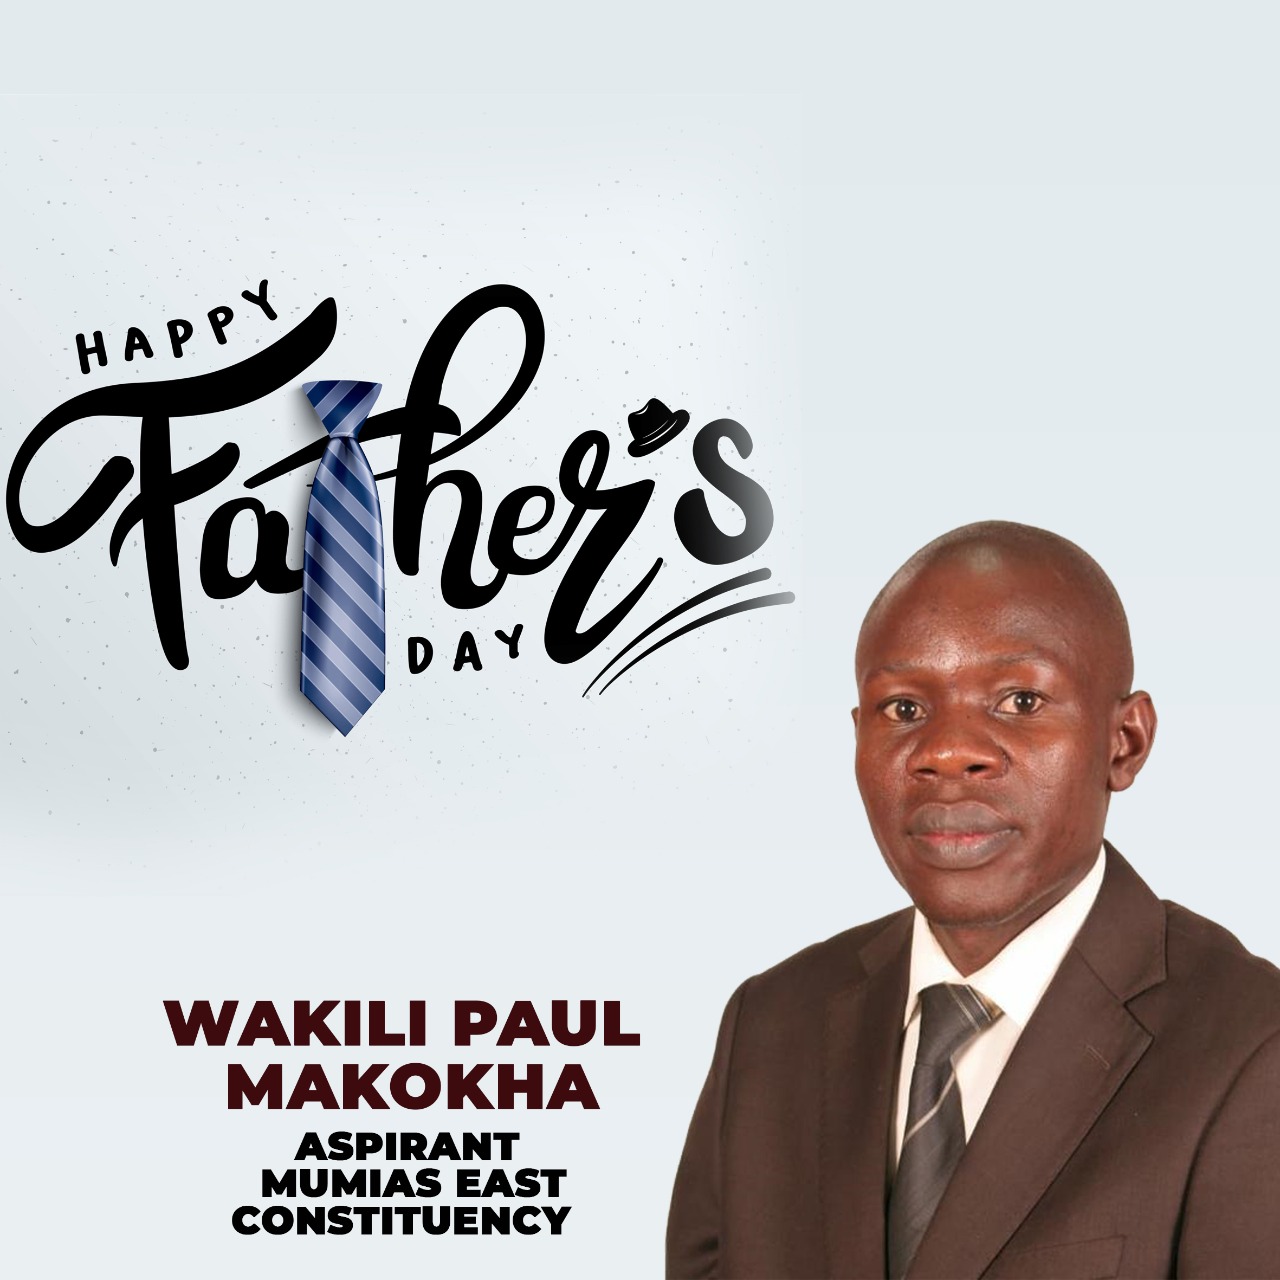 HAPPY
Father's
DAY
WAKILI PAUL
MAKOKHA
ASPIRANT
MUMIAS EAST
CONSTITUENCY